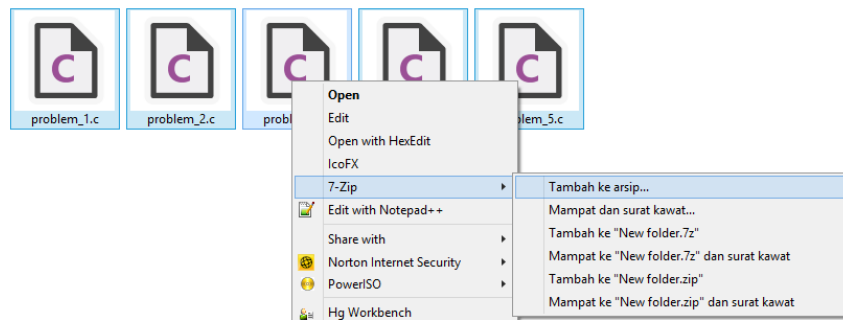 C C C C C
problem_1.c problem_2.c probl lem_5.c
Open
Edit
Open with HexEdit
IcoFX
7-Zip
Edit with Notepad++
Share with
Norton Internet Security
PowerISO
Hg Workbench
Tambah ke arsip...
Mampat dan surat kawat...
Tambah ke "New folder.7z"
Mampat ke "New folder.7z" dan surat kawat
Tambah ke "New folder.zip"
Mampat ke "New folder.zip" dan surat kawat